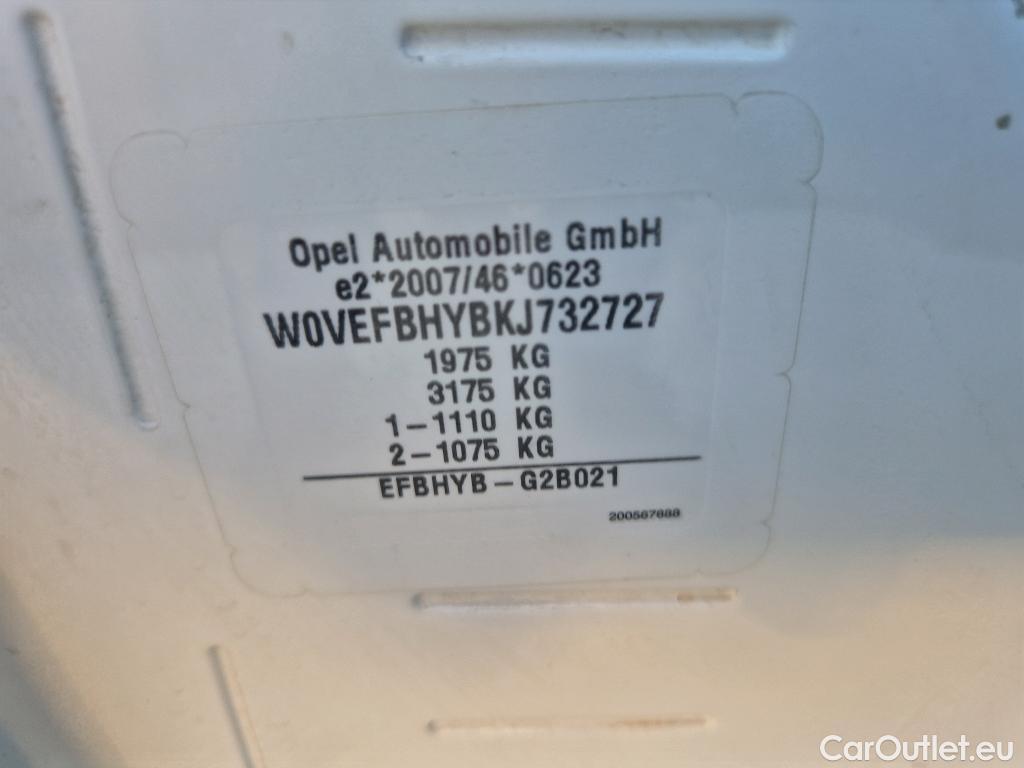 Opel Automobile GmbH
e2*2007/46*0623
W0VEFBHYBKJ732727
1975 KG
3175 KG
1-1110 KG
2-1075 KG
EFBHYB-G2B021
200567888
CarOutlet.eu